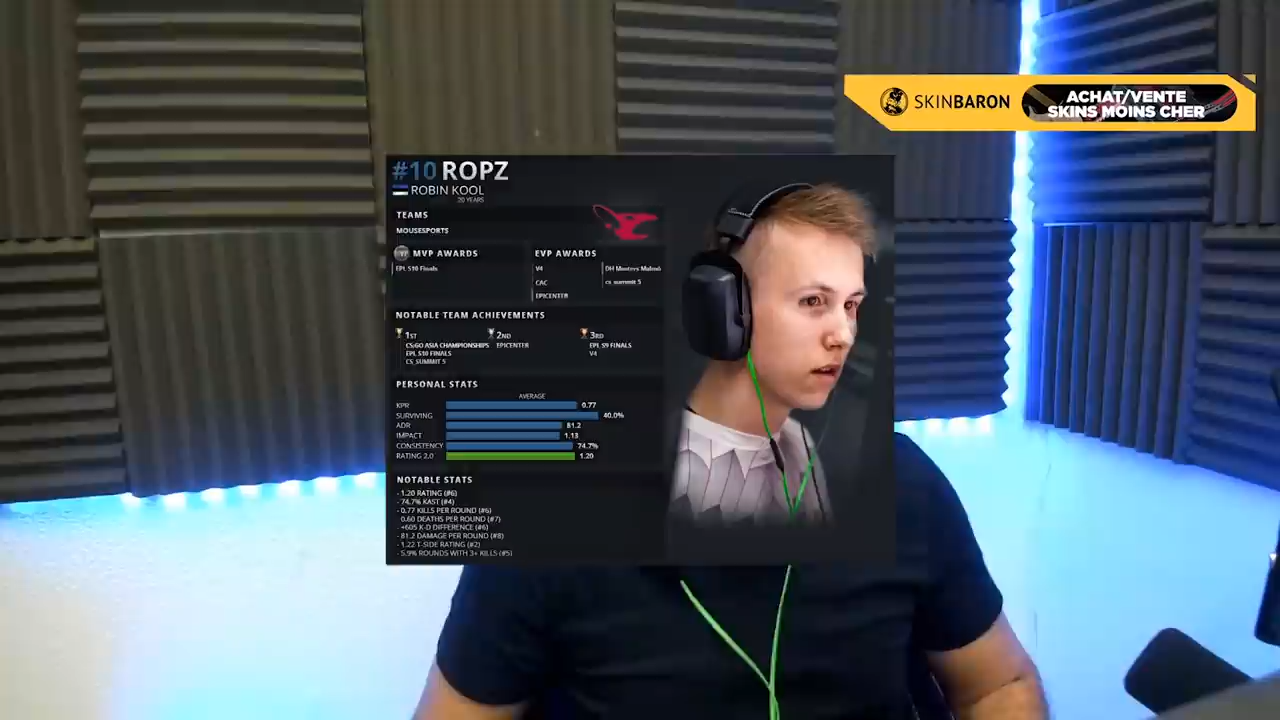 SKINBARON
ACHAT/VENTE
SKINS MOINS CHER
#10 ROPZ
ROBIN KOOL
20 YEARS
TEAMS
MOUSESPORTS
MVP AWARDS
EPL S10 Finals
EVP AWARDS
V4
DH Masters Malmö
CAC
cs_summit 5
EPICENTER
NOTABLE TEAM ACHIEVEMENTS
1ST
CS:GO ASIA CHAMPIONSHIPS
EPL S10 FINALS
CS_SUMMIT 5
2ND
EPICENTER
3RD
EPL S9 FINALS
V4
PERSONAL STATS
AVERAGE
KPR 0.77
SURVIVING 40.0%
ADR 81.2
IMPACT 1.13
CONSISTENCY 74.7%
RATING 2.0 1.20
NOTABLE STATS
- 1.20 RATING (#6)
- 74.7% KAST (#4)
- 0.77 KILLS PER ROUND (#6)
- 0.60 DEATHS PER ROUND (#7)
- +605 K-D DIFFERENCE (#6)
- 81.2 DAMAGE PER ROUND (#8)
- 1.22 T-SIDE RATING (#2)
- 5.9% ROUNDS WITH 3+ KILLS (#5)